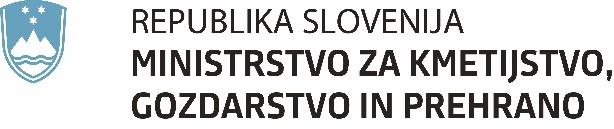 REPUBLIKA SLOVENIJA
MINISTRSTVO ZA KMETIJSTVO,
GOZDARSTVO IN PREHRANO